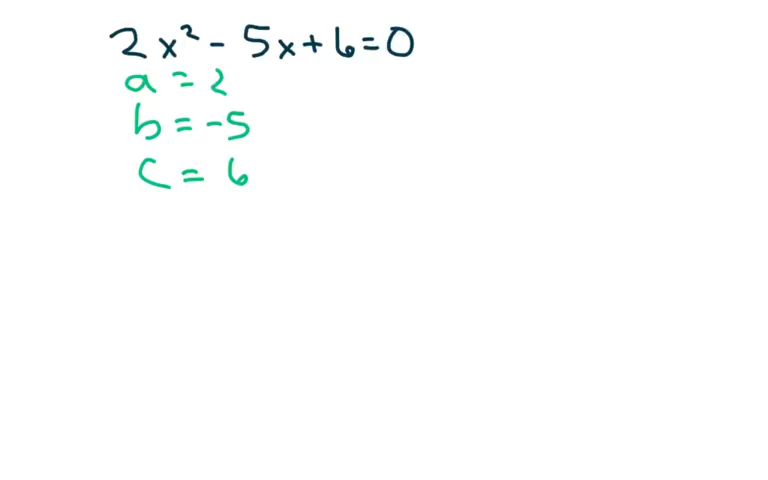 2x² - 5x + 6 = 0
a = 2
b = -5
c = 6